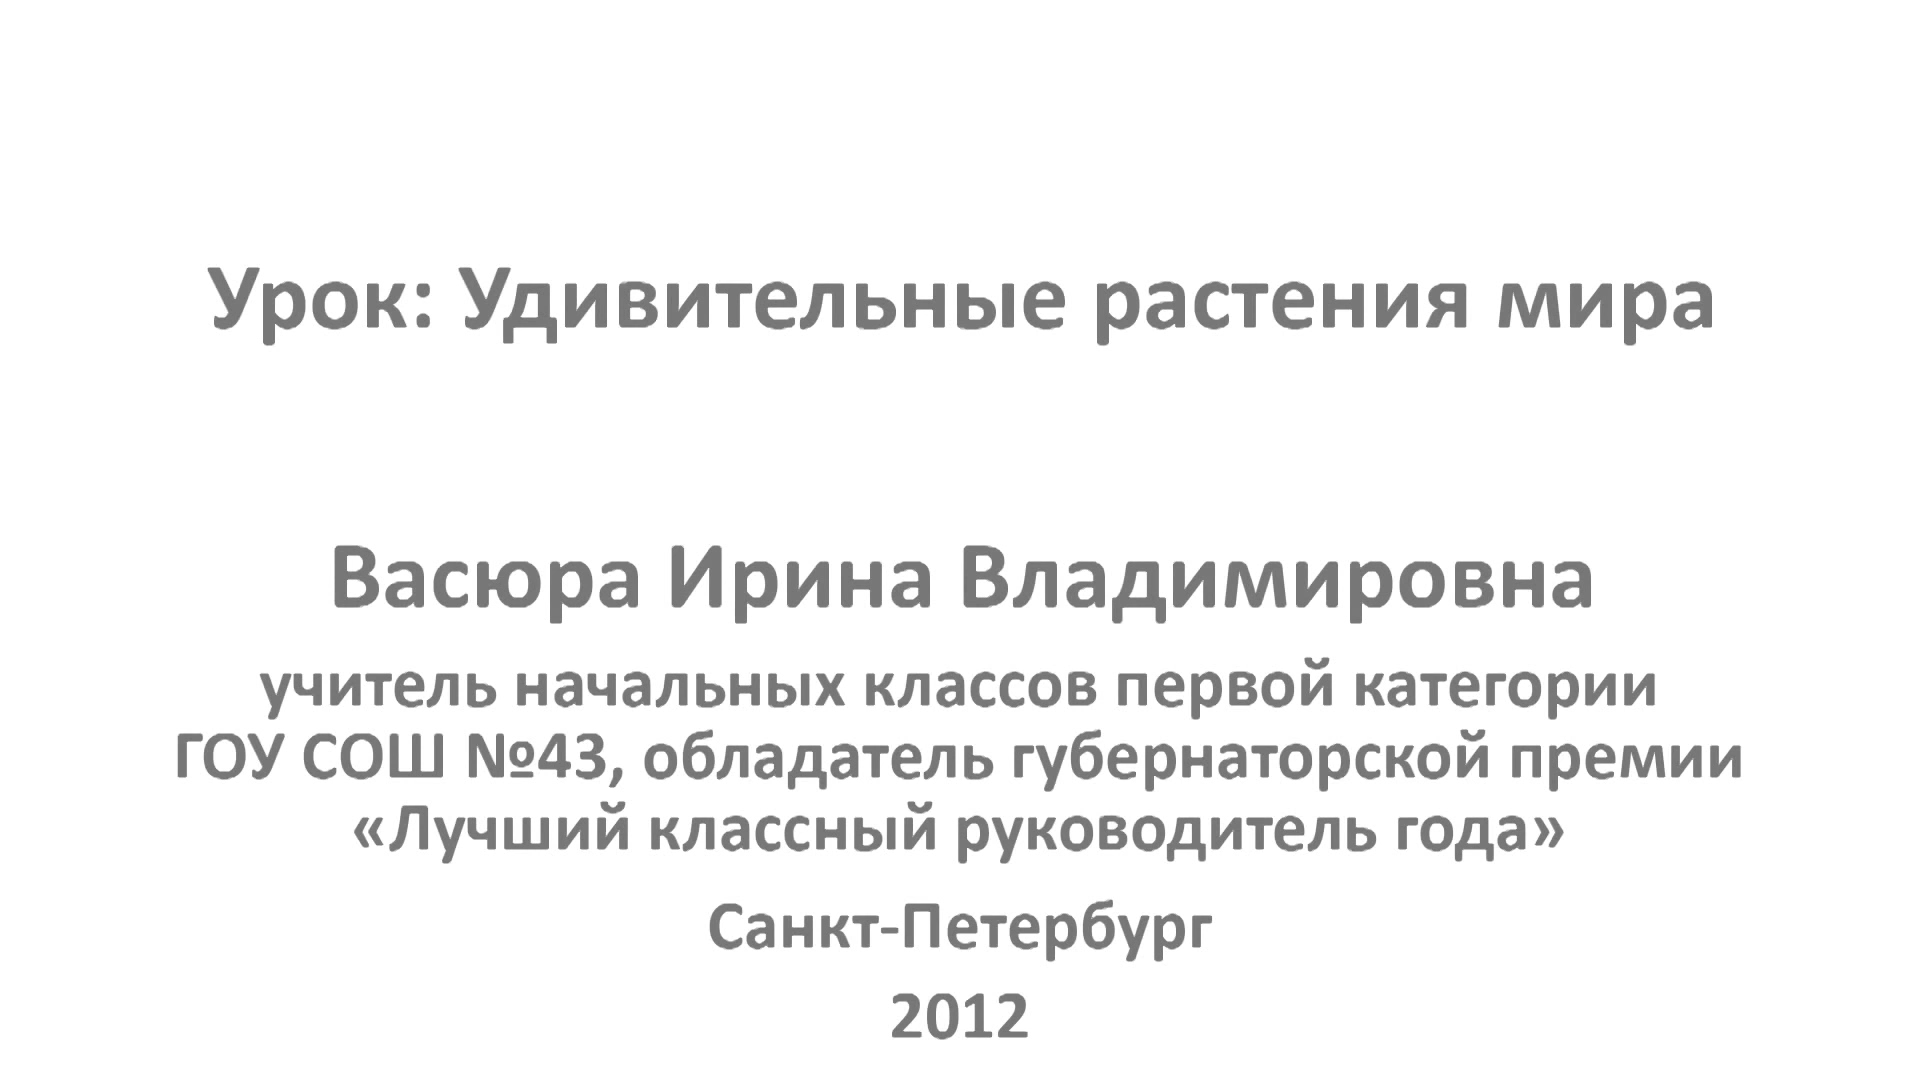 Урок: Удивительные растения мира
Васюра Ирина Владимировна
учитель начальных классов первой категории
ГОУ СОШ №43, обладатель губернаторской премии
«Лучший классный руководитель года»
Санкт-Петербург
2012